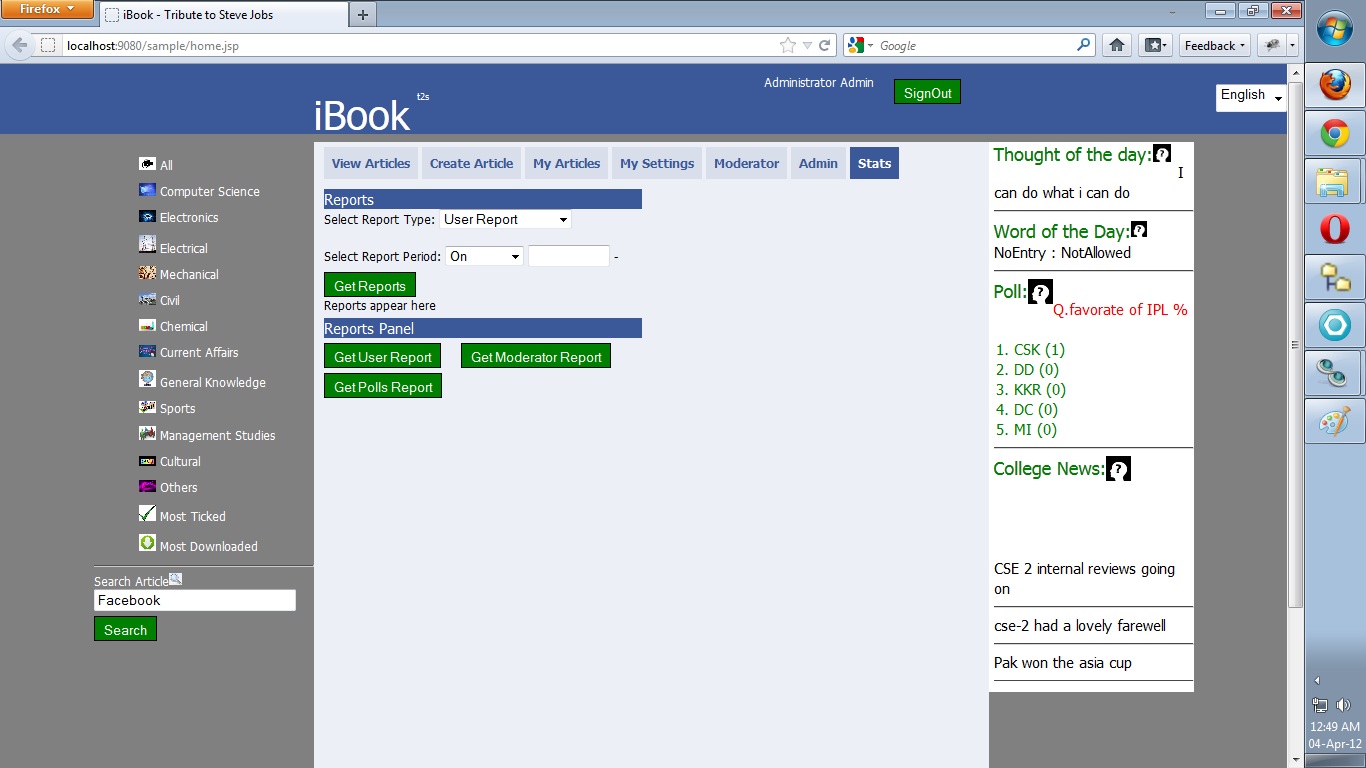 Firefox
iBook - Tribute to Steve Jobs
localhost:9080/sample/home.jsp
Google
Feedback
iBook t2s
Administrator Admin
SignOut
English
All
Computer Science
Electronics
Electrical
Mechanical
Civil
Chemical
Current Affairs
General Knowledge
Sports
Management Studies
Cultural
Others
Most Ticked
Most Downloaded
Search Article
Facebook
Search
View Articles
Create Article
My Articles
My Settings
Moderator
Admin
Stats
Reports
Select Report Type: User Report
Select Report Period: On -
Get Reports
Reports appear here
Reports Panel
Get User Report
Get Moderator Report
Get Polls Report
Thought of the day:
I
can do what i can do
Word of the Day:
NoEntry : NotAllowed
Poll:
Q.favorate of IPL %
1. CSK (1)
2. DD (0)
3. KKR (0)
4. DC (0)
5. MI (0)
College News:
CSE 2 internal reviews going
on
cse-2 had a lovely farewell
Pak won the asia cup
12:49 AM
04-Apr-12